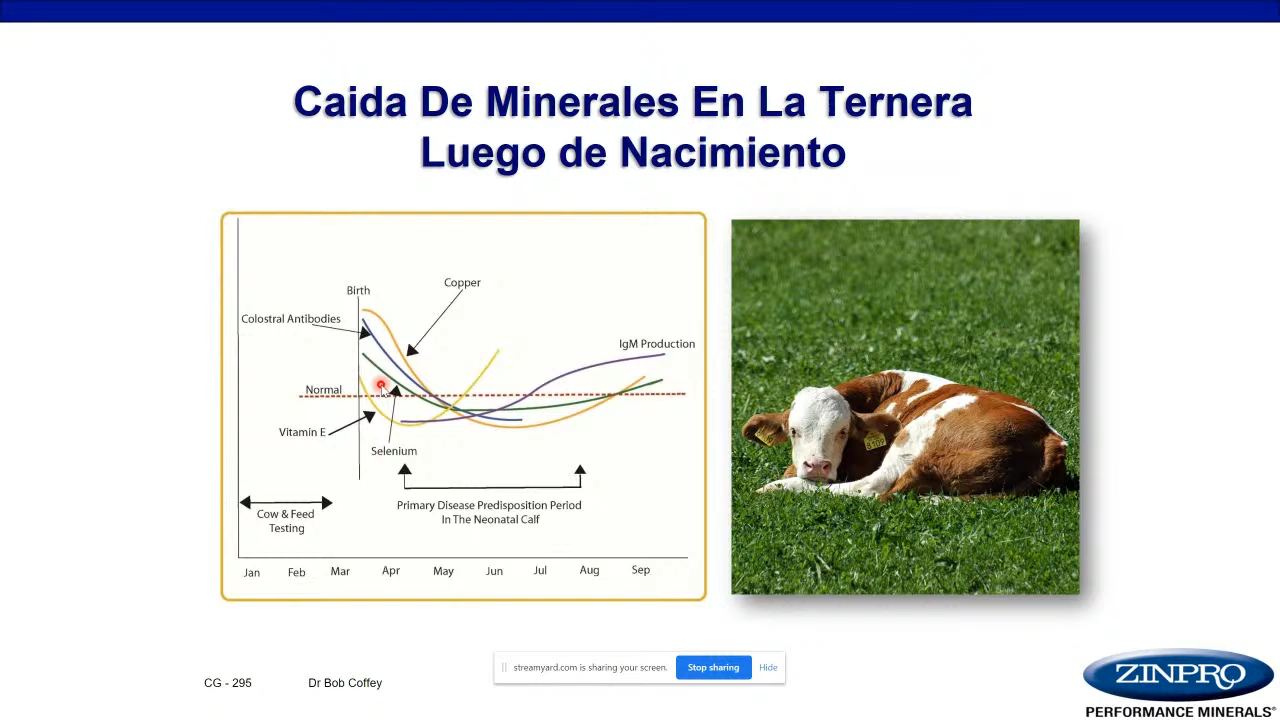 Caida De Minerales En La Ternera
Luego de Nacimiento
Birth
Copper
Colostral Antibodies
IgM Production
Normal
Vitamin E
Selenium
Primary Disease Predisposition Period
In The Neonatal Calf
Cow & Feed
Testing
Jan Feb Mar Apr May Jun Jul Aug Sep
streamyard.com is sharing your screen. Stop sharing Hide
CG - 295 Dr Bob Coffey
ZINPRO
PERFORMANCE MINERALS®